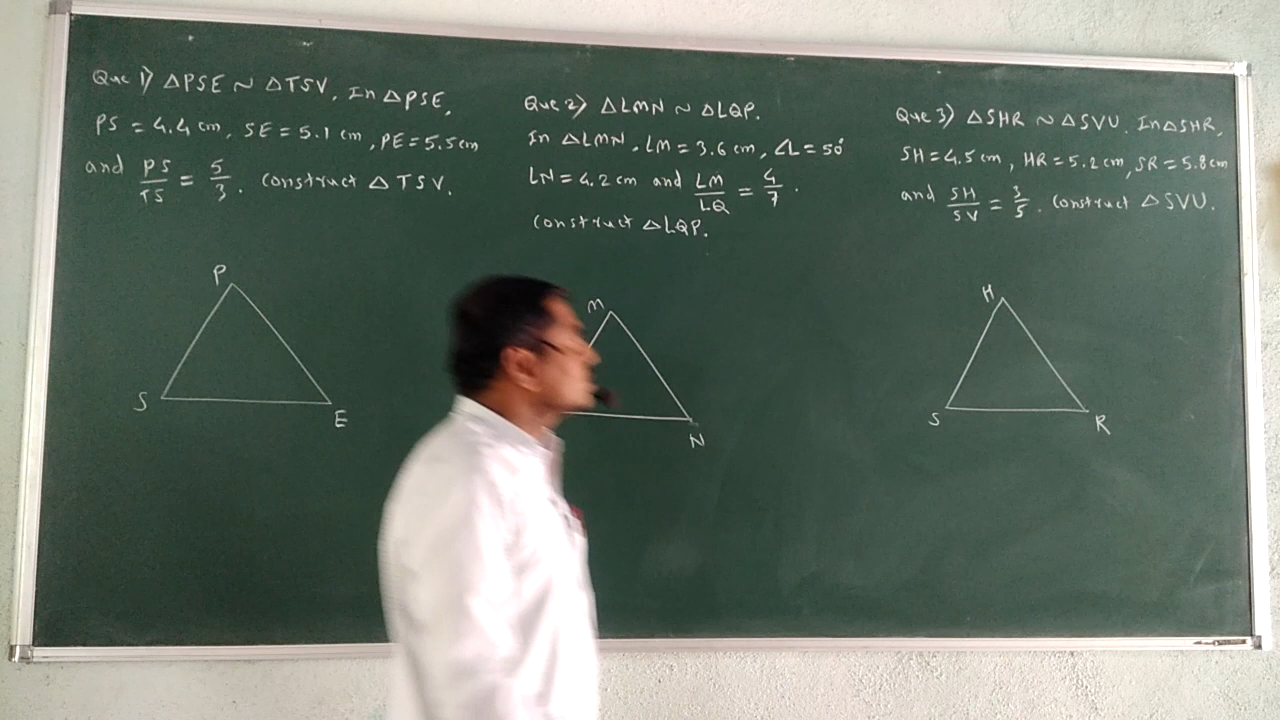 Que 1) △PSE ~ △TSV. In △PSE,
PS = 4.4 cm, SE = 5.1 cm, PE = 5.5cm
and PS/TS = 5/3. Construct △TSV.
Que 2) △LMN ~ △LQP.
In △LMN, LM = 3.6 cm, ∠L = 50°
LN = 4.2 cm and LM/LQ = 4/7.
Construct △LQP.
Que 3) △SHR ~ △SVU. In △SHR,
SH = 4.5 cm, HR = 5.2 cm, SR = 5.8 cm
and SH/SV = 3/5. Construct △SVU.
P
S
E
M
N
H
S
R